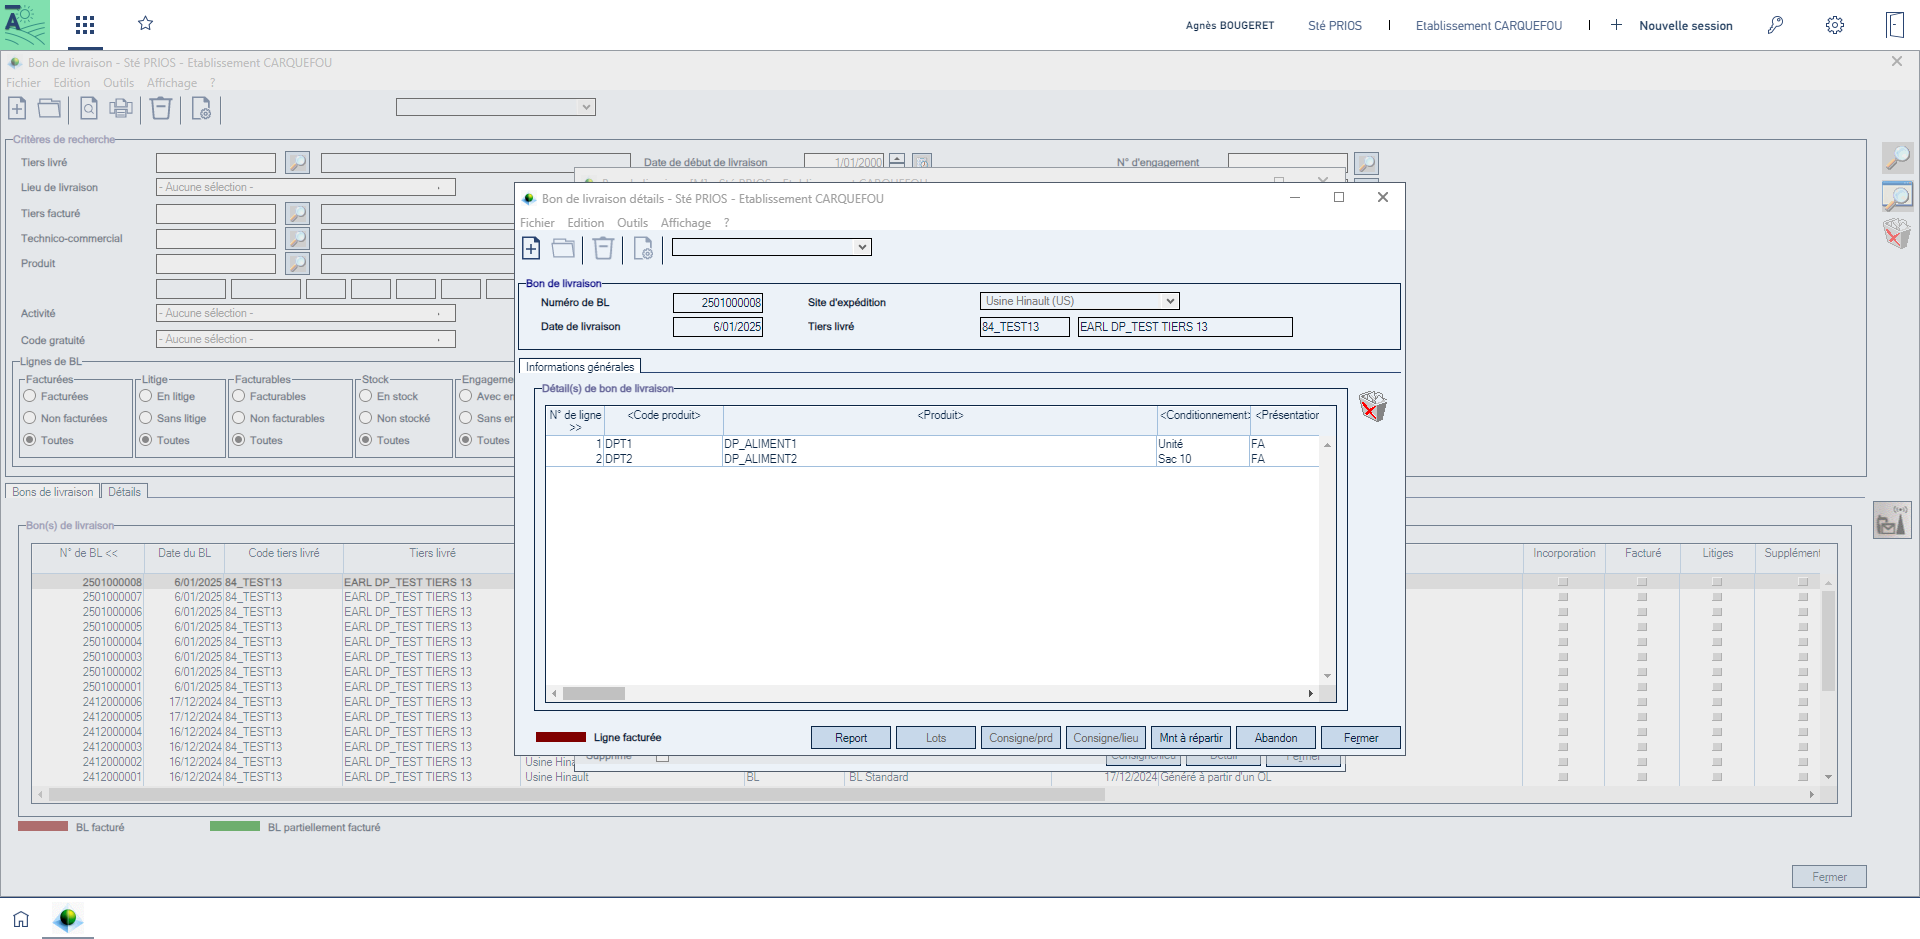 Agnès BOUGERET
Sté PRIOS
Etablissement CARQUEFOU
Nouvelle session
Bon de livraison - Sté PRIOS - Etablissement CARQUEFOU
Fichier Edition Outils Affichage ?
Critères de recherche
Tiers livré
Date de début de livraison 1/01/2000
N° d'engagement
Lieu de livraison - Aucune sélection -
Tiers facturé
Technico-commercial
Produit
Activité - Aucune sélection -
Code gratuité - Aucune sélection -
Lignes de BL
Facturées Litige Facturables Stock Engageme
Facturées En litige Facturables En stock Avec en
Non facturées Sans litige Non facturables Non stocké Sans en
Toutes Toutes Toutes Toutes Toutes
Bons de livraison Détails
Bon(s) de livraison
N° de BL << Date du BL Code tiers livré Tiers livré Incorporation Facturé Litiges Supplément
2501000008 6/01/2025 84_TEST13 EARL DP_TEST TIERS 13
2501000007 6/01/2025 84_TEST13 EARL DP_TEST TIERS 13
2501000006 6/01/2025 84_TEST13 EARL DP_TEST TIERS 13
2501000005 6/01/2025 84_TEST13 EARL DP_TEST TIERS 13
2501000004 6/01/2025 84_TEST13 EARL DP_TEST TIERS 13
2501000003 6/01/2025 84_TEST13 EARL DP_TEST TIERS 13
2501000002 6/01/2025 84_TEST13 EARL DP_TEST TIERS 13
2501000001 6/01/2025 84_TEST13 EARL DP_TEST TIERS 13
2412000006 17/12/2024 84_TEST13 EARL DP_TEST TIERS 13
2412000005 17/12/2024 84_TEST13 EARL DP_TEST TIERS 13
2412000004 16/12/2024 84_TEST13 EARL DP_TEST TIERS 13
2412000003 16/12/2024 84_TEST13 EARL DP_TEST TIERS 13
2412000002 16/12/2024 84_TEST13 EARL DP_TEST TIERS 13 Usine Hina
2412000001 16/12/2024 84_TEST13 EARL DP_TEST TIERS 13 Usine Hinault BL BL Standard 17/12/2024 Généré à partir d'un OL
BL facturé
BL partiellement facturé
Fermer
Bon de livraison détails - Sté PRIOS - Etablissement CARQUEFOU
Fichier Edition Outils Affichage ?
Bon de livraison
Numéro de BL 2501000008 Site d'expédition Usine Hinault (US)
Date de livraison 6/01/2025 Tiers livré 84_TEST13 EARL DP_TEST TIERS 13
Informations générales
Détail(s) de bon de livraison
N° de ligne >> <Code produit> <Produit> <Conditionnement> <Présentation
1 DPT1 DP_ALIMENT1 Unité FA
2 DPT2 DP_ALIMENT2 Sac 10 FA
Ligne facturée
Report Lots Consigne/prd Consigne/lieu Mnt à répartir Abandon Fermer
Supprimé Consigne/lieu Détail Fermer